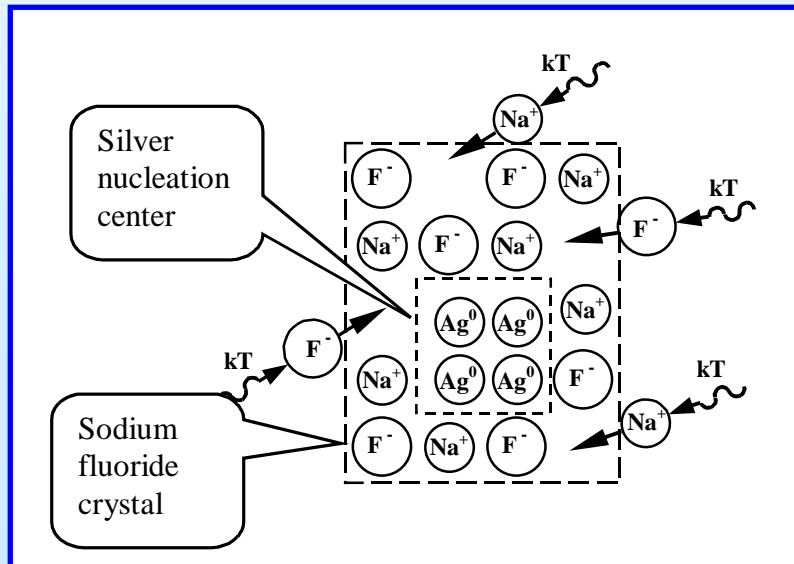 kT
Na+
Silver
nucleation
center
F - F - Na+
kT
F -
Na+ F - Na+
Na+
Ag0 Ag0
F -
kT
Na+ Ag0 Ag0 F -
kT
Na+
Sodium
fluoride
crystal
F - Na+ F -